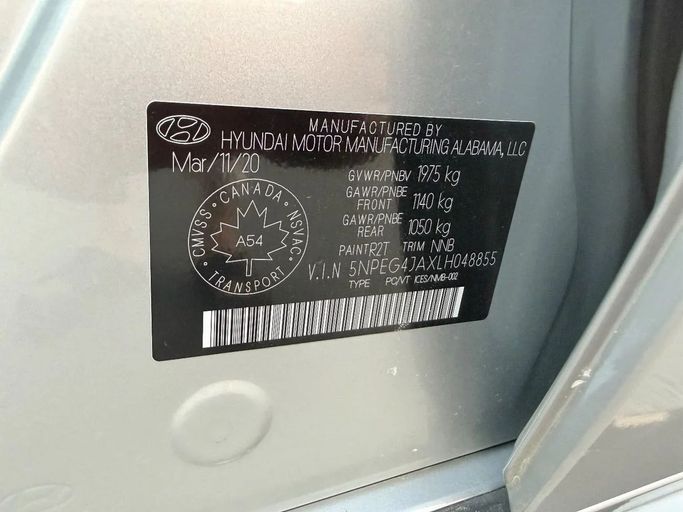 MANUFACTURED BY
HYUNDAI MOTOR MANUFACTURING ALABAMA, LLC
Mar/11/20
GVWR/PNBV 1975 kg
GAWR/PNBE FRONT 1140 kg
GAWR/PNBE REAR 1050 kg
PAINT R2T TRIM NNB
V.I.N 5NPEG4JAXLH048855
TYPE PC/VT ICES/NMB-002
CANADA
CMVSS NSVAC
A54
TRANSPORT